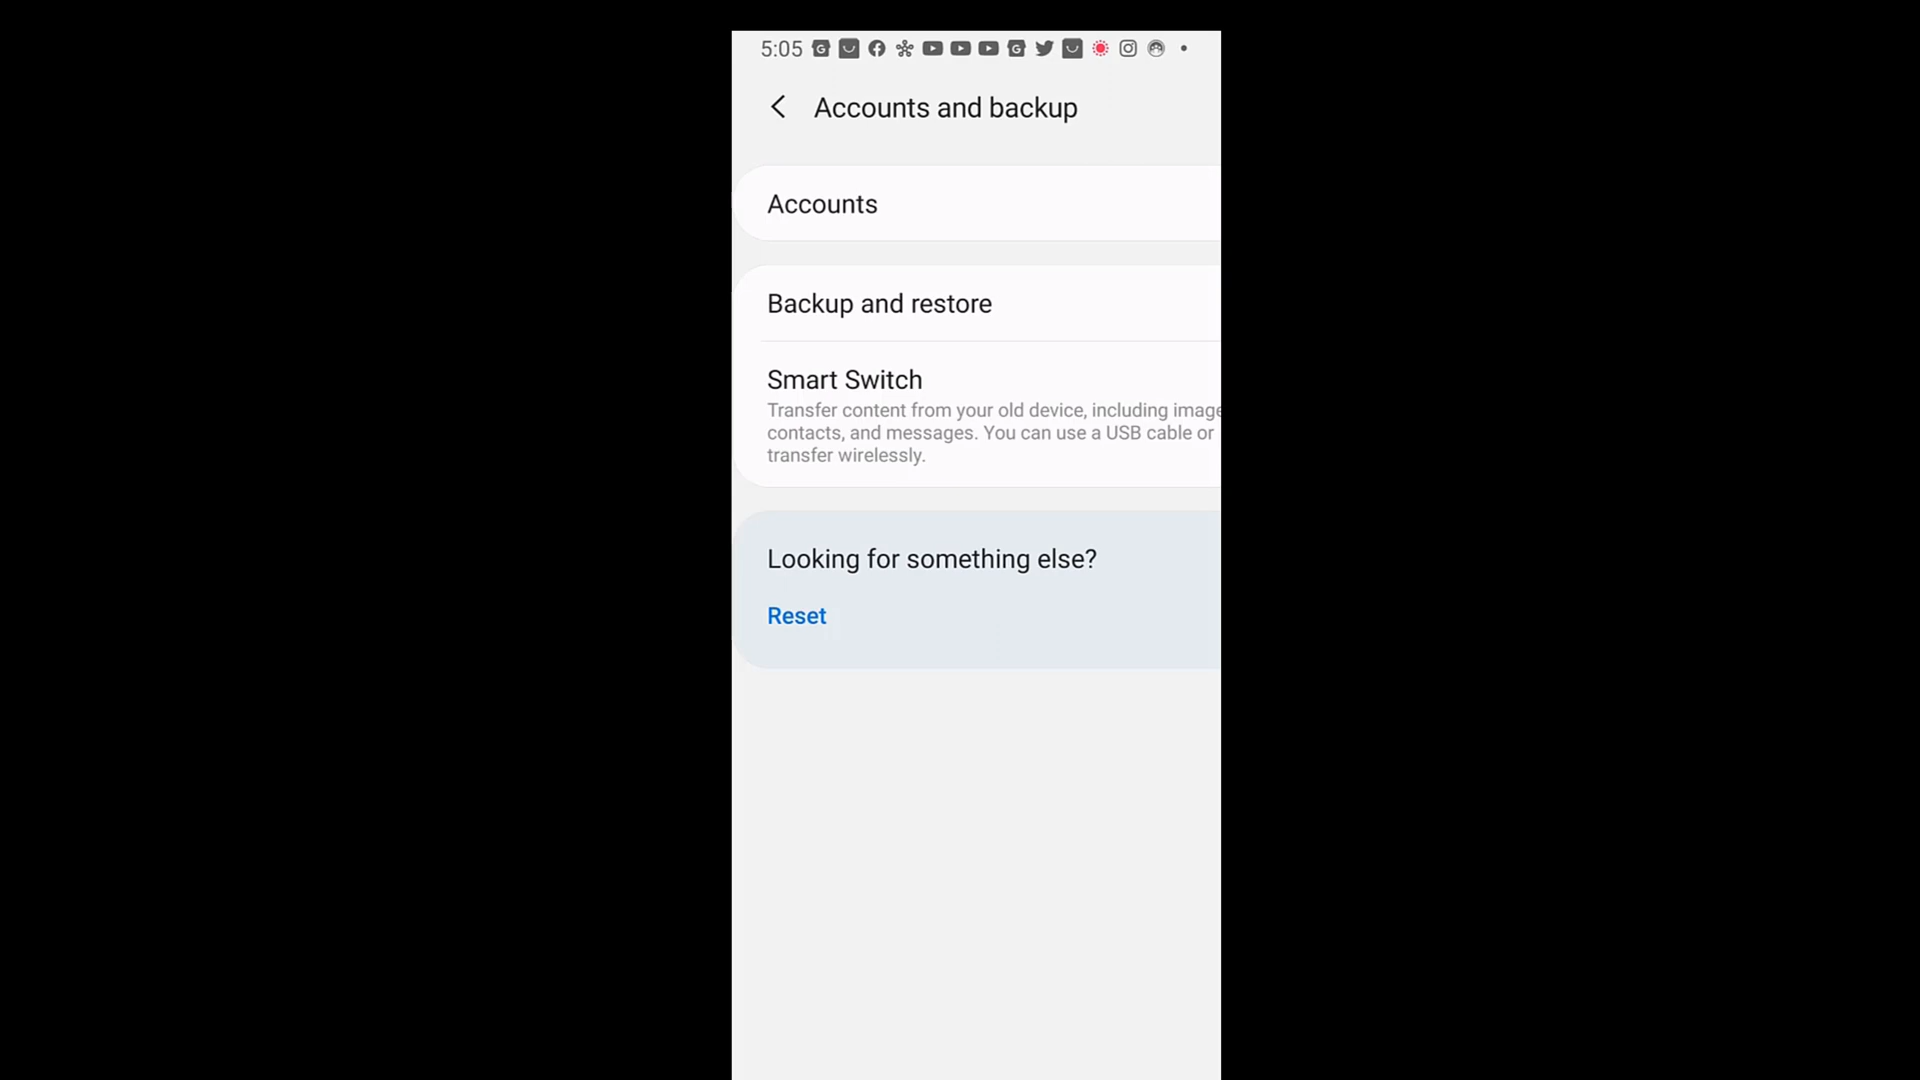 5:05
Accounts and backup
Accounts
Backup and restore
Smart Switch
Transfer content from your old device, including image
contacts, and messages. You can use a USB cable or
transfer wirelessly.
Looking for something else?
Reset